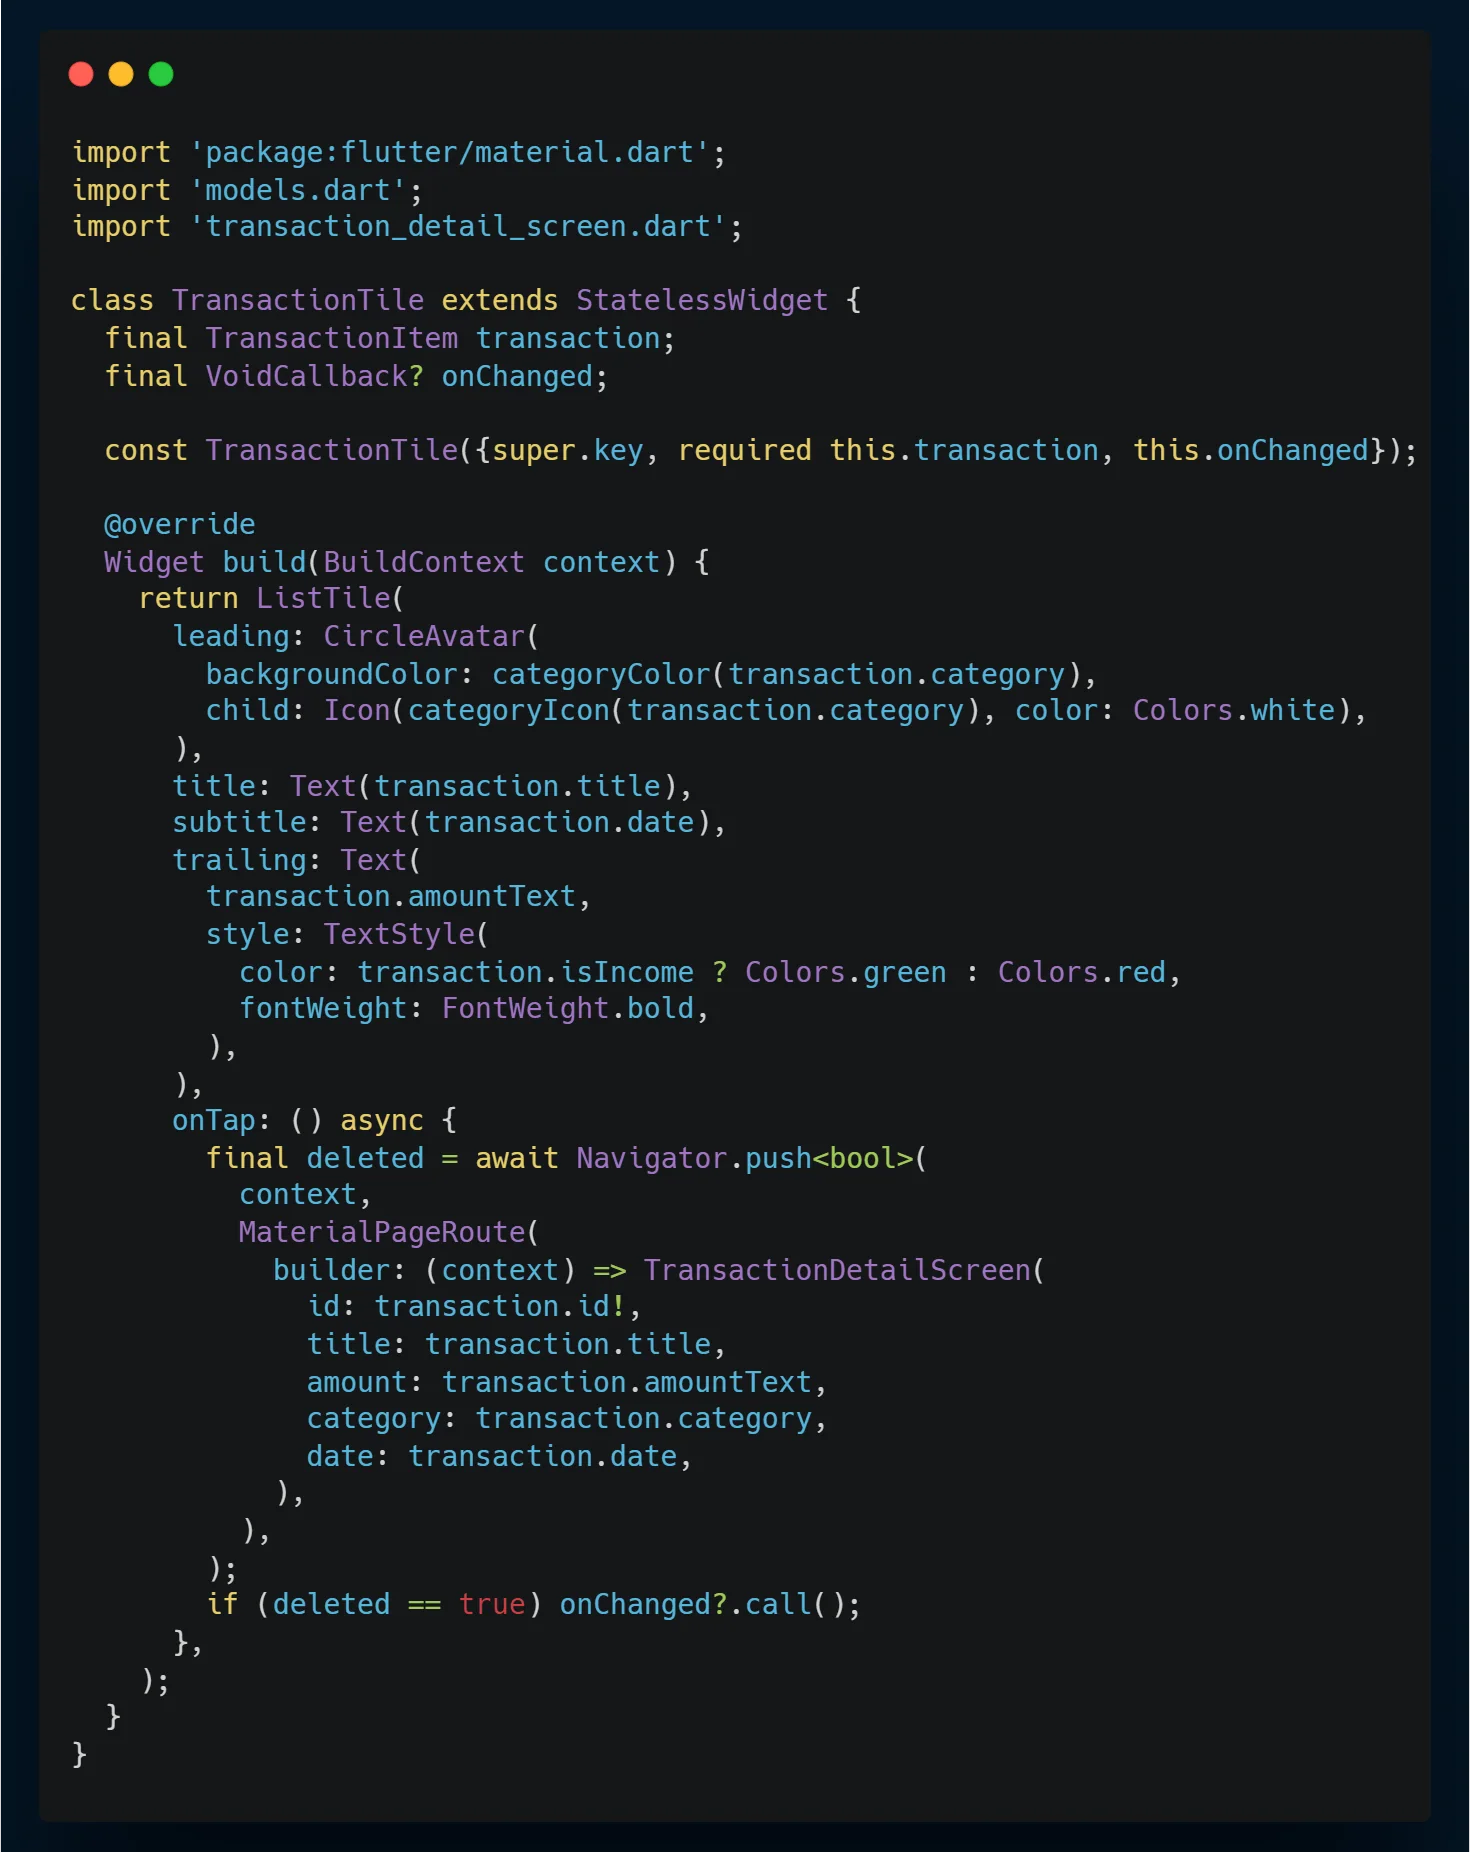 import 'package:flutter/material.dart';
import 'models.dart';
import 'transaction_detail_screen.dart';

class TransactionTile extends StatelessWidget {
  final TransactionItem transaction;
  final VoidCallback? onChanged;

  const TransactionTile({super.key, required this.transaction, this.onChanged});

  @override
  Widget build(BuildContext context) {
    return ListTile(
      leading: CircleAvatar(
        backgroundColor: categoryColor(transaction.category),
        child: Icon(categoryIcon(transaction.category), color: Colors.white),
      ),
      title: Text(transaction.title),
      subtitle: Text(transaction.date),
      trailing: Text(
        transaction.amountText,
        style: TextStyle(
          color: transaction.isIncome ? Colors.green : Colors.red,
          fontWeight: FontWeight.bold,
        ),
      ),
      onTap: () async {
        final deleted = await Navigator.push<bool>(
          context,
          MaterialPageRoute(
            builder: (context) => TransactionDetailScreen(
              id: transaction.id!,
              title: transaction.title,
              amount: transaction.amountText,
              category: transaction.category,
              date: transaction.date,
            ),
          ),
        );
        if (deleted == true) onChanged?.call();
      },
    );
  }
}